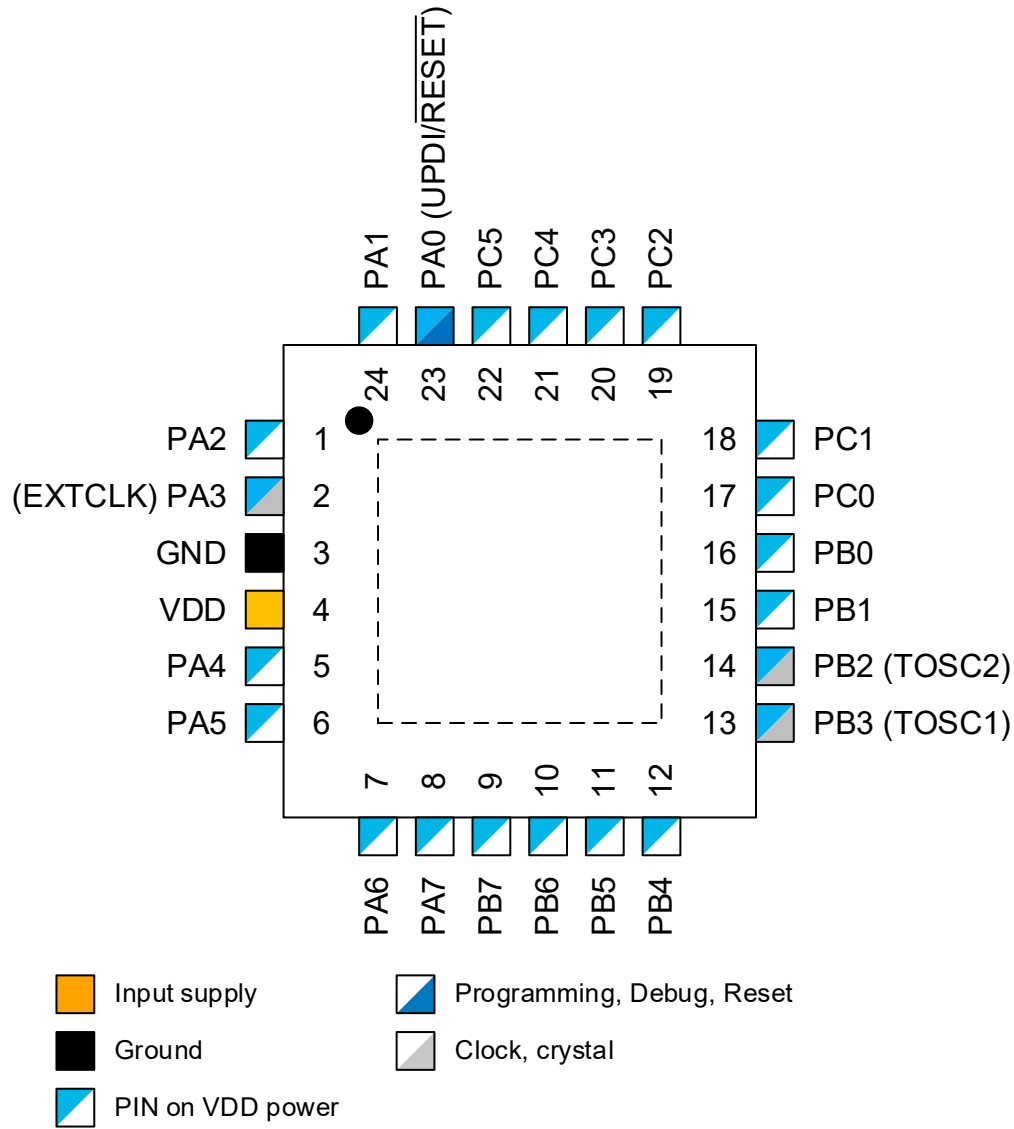 PA0 (UPDI/RESET)
PA1
PC5
PC4
PC3
PC2
24
23
22
21
20
19
PA2
1
18
PC1
(EXTCLK) PA3
2
17
PC0
GND
3
16
PB0
VDD
4
15
PB1
PA4
5
14
PB2 (TOSC2)
PA5
6
13
PB3 (TOSC1)
7
8
9
10
11
12
PA6
PA7
PB7
PB6
PB5
PB4
Input supply
Programming, Debug, Reset
Ground
Clock, crystal
PIN on VDD power